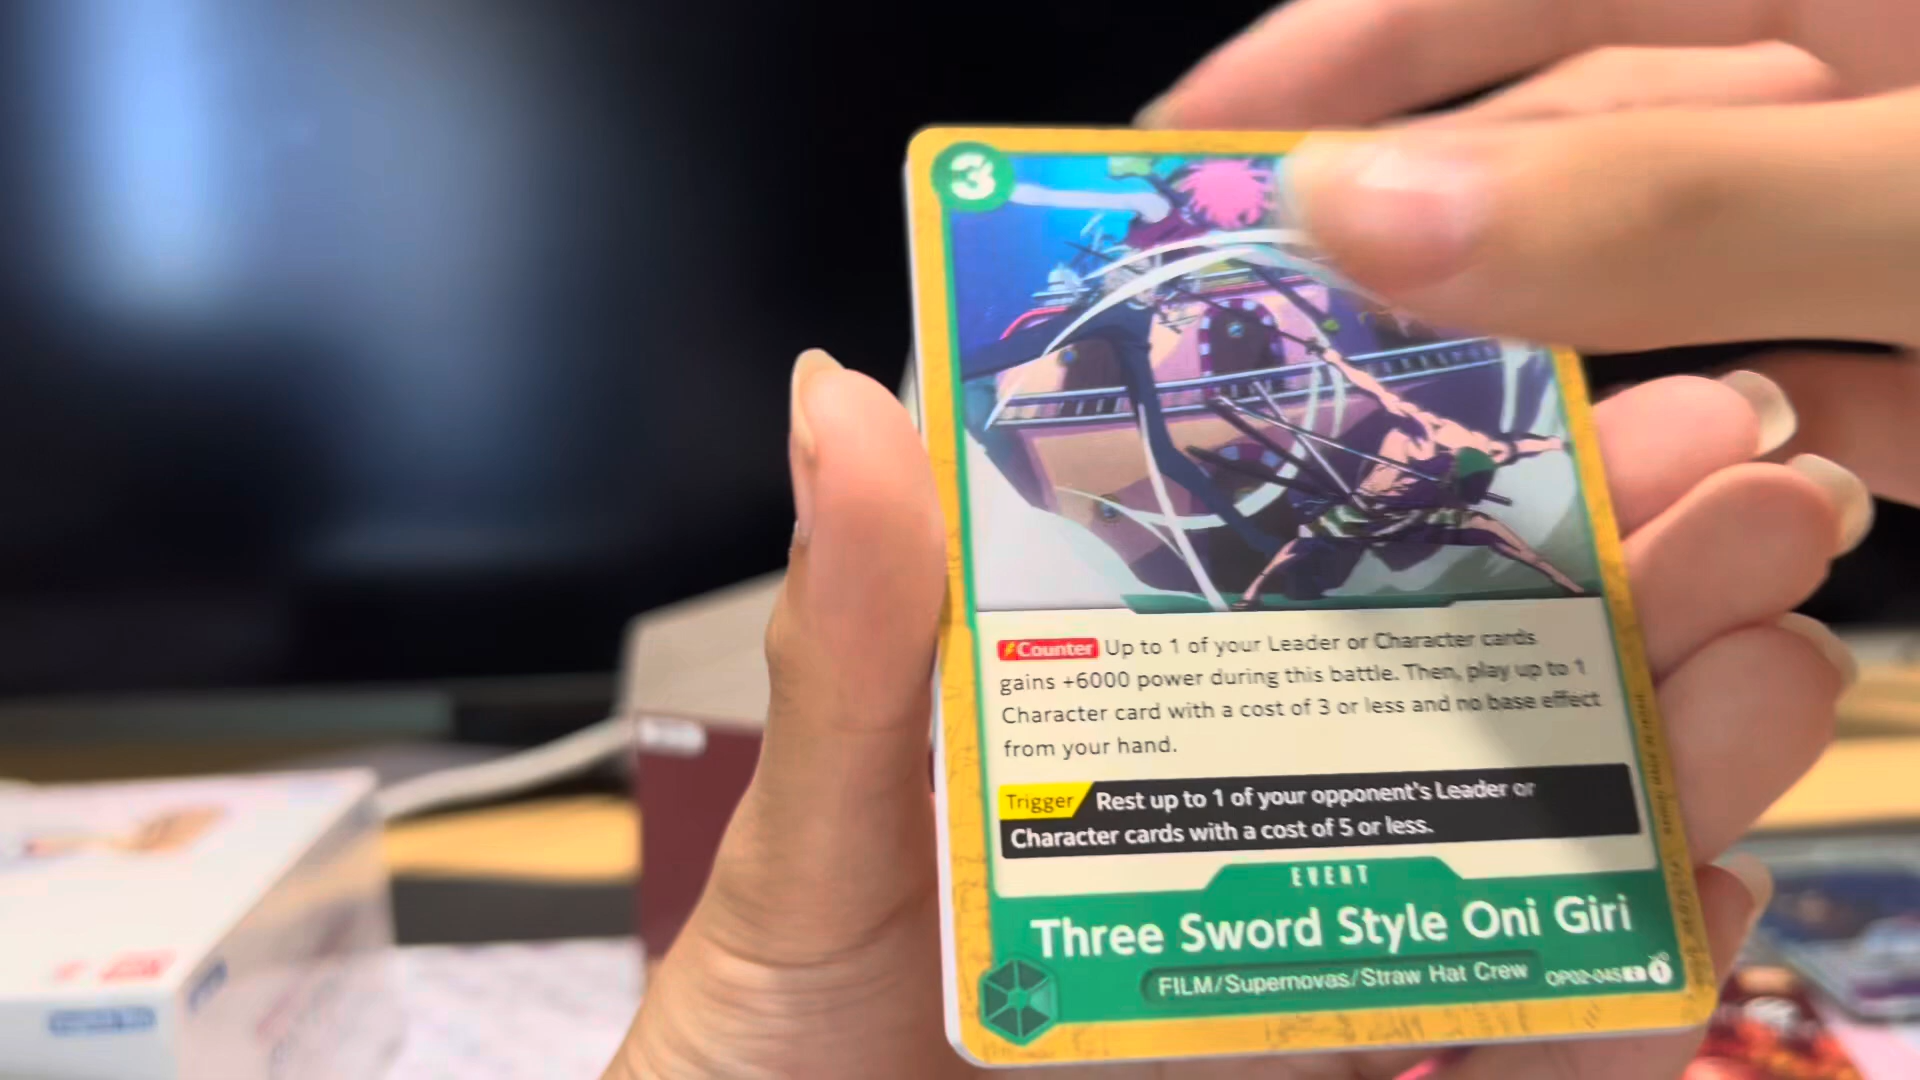 3
Counter Up to 1 of your Leader or Character cards
gains +6000 power during this battle. Then, play up to 1
Character card with a cost of 3 or less and no base effect
from your hand.
Trigger Rest up to 1 of your opponent's Leader or
Character cards with a cost of 5 or less.
EVENT
Three Sword Style Oni Giri
FILM/Supernovas/Straw Hat Crew OP02-045 C 1